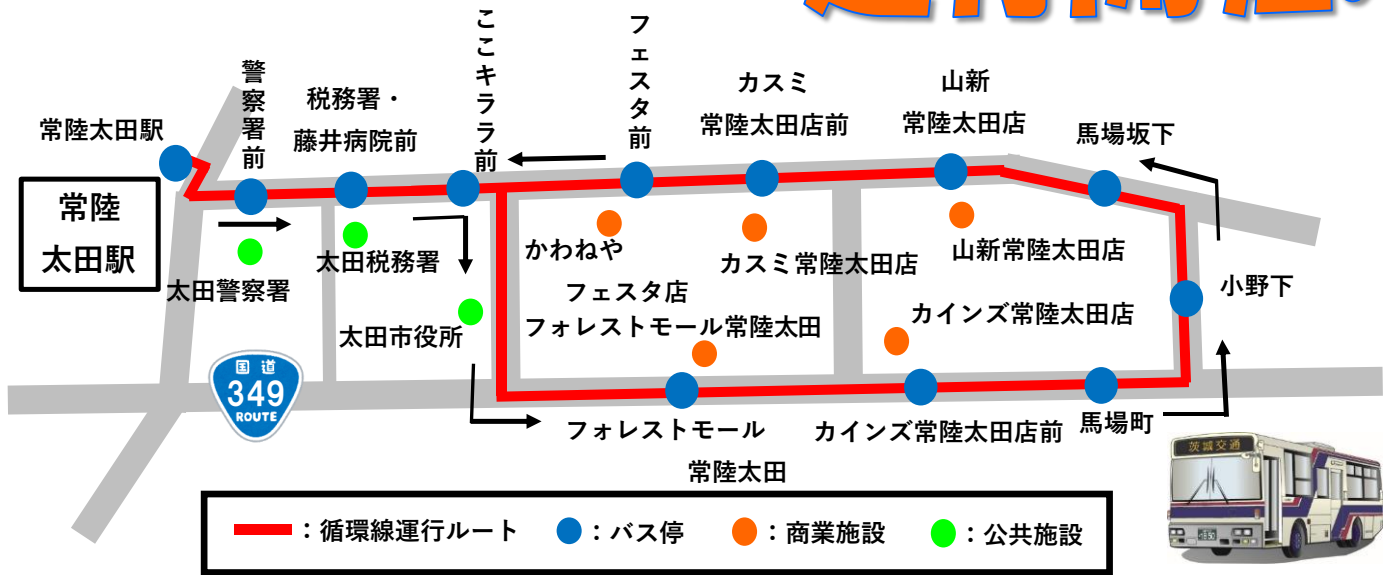 警察署前
税務署・
藤井病院前
ここキララ前
フェスタ前
カスミ
常陸太田店前
山新
常陸太田店
馬場坂下
常陸太田駅
常陸
太田駅
太田警察署
太田税務署
太田市役所
かわねや
フェスタ店
フォレストモール常陸太田
カスミ常陸太田店
山新常陸太田店
カインズ常陸太田店
小野下
国道
349
ROUTE
フォレストモール
常陸太田
カインズ常陸太田店前
馬場町
茨城交通
：循環線運行ルート
：バス停
：商業施設
：公共施設